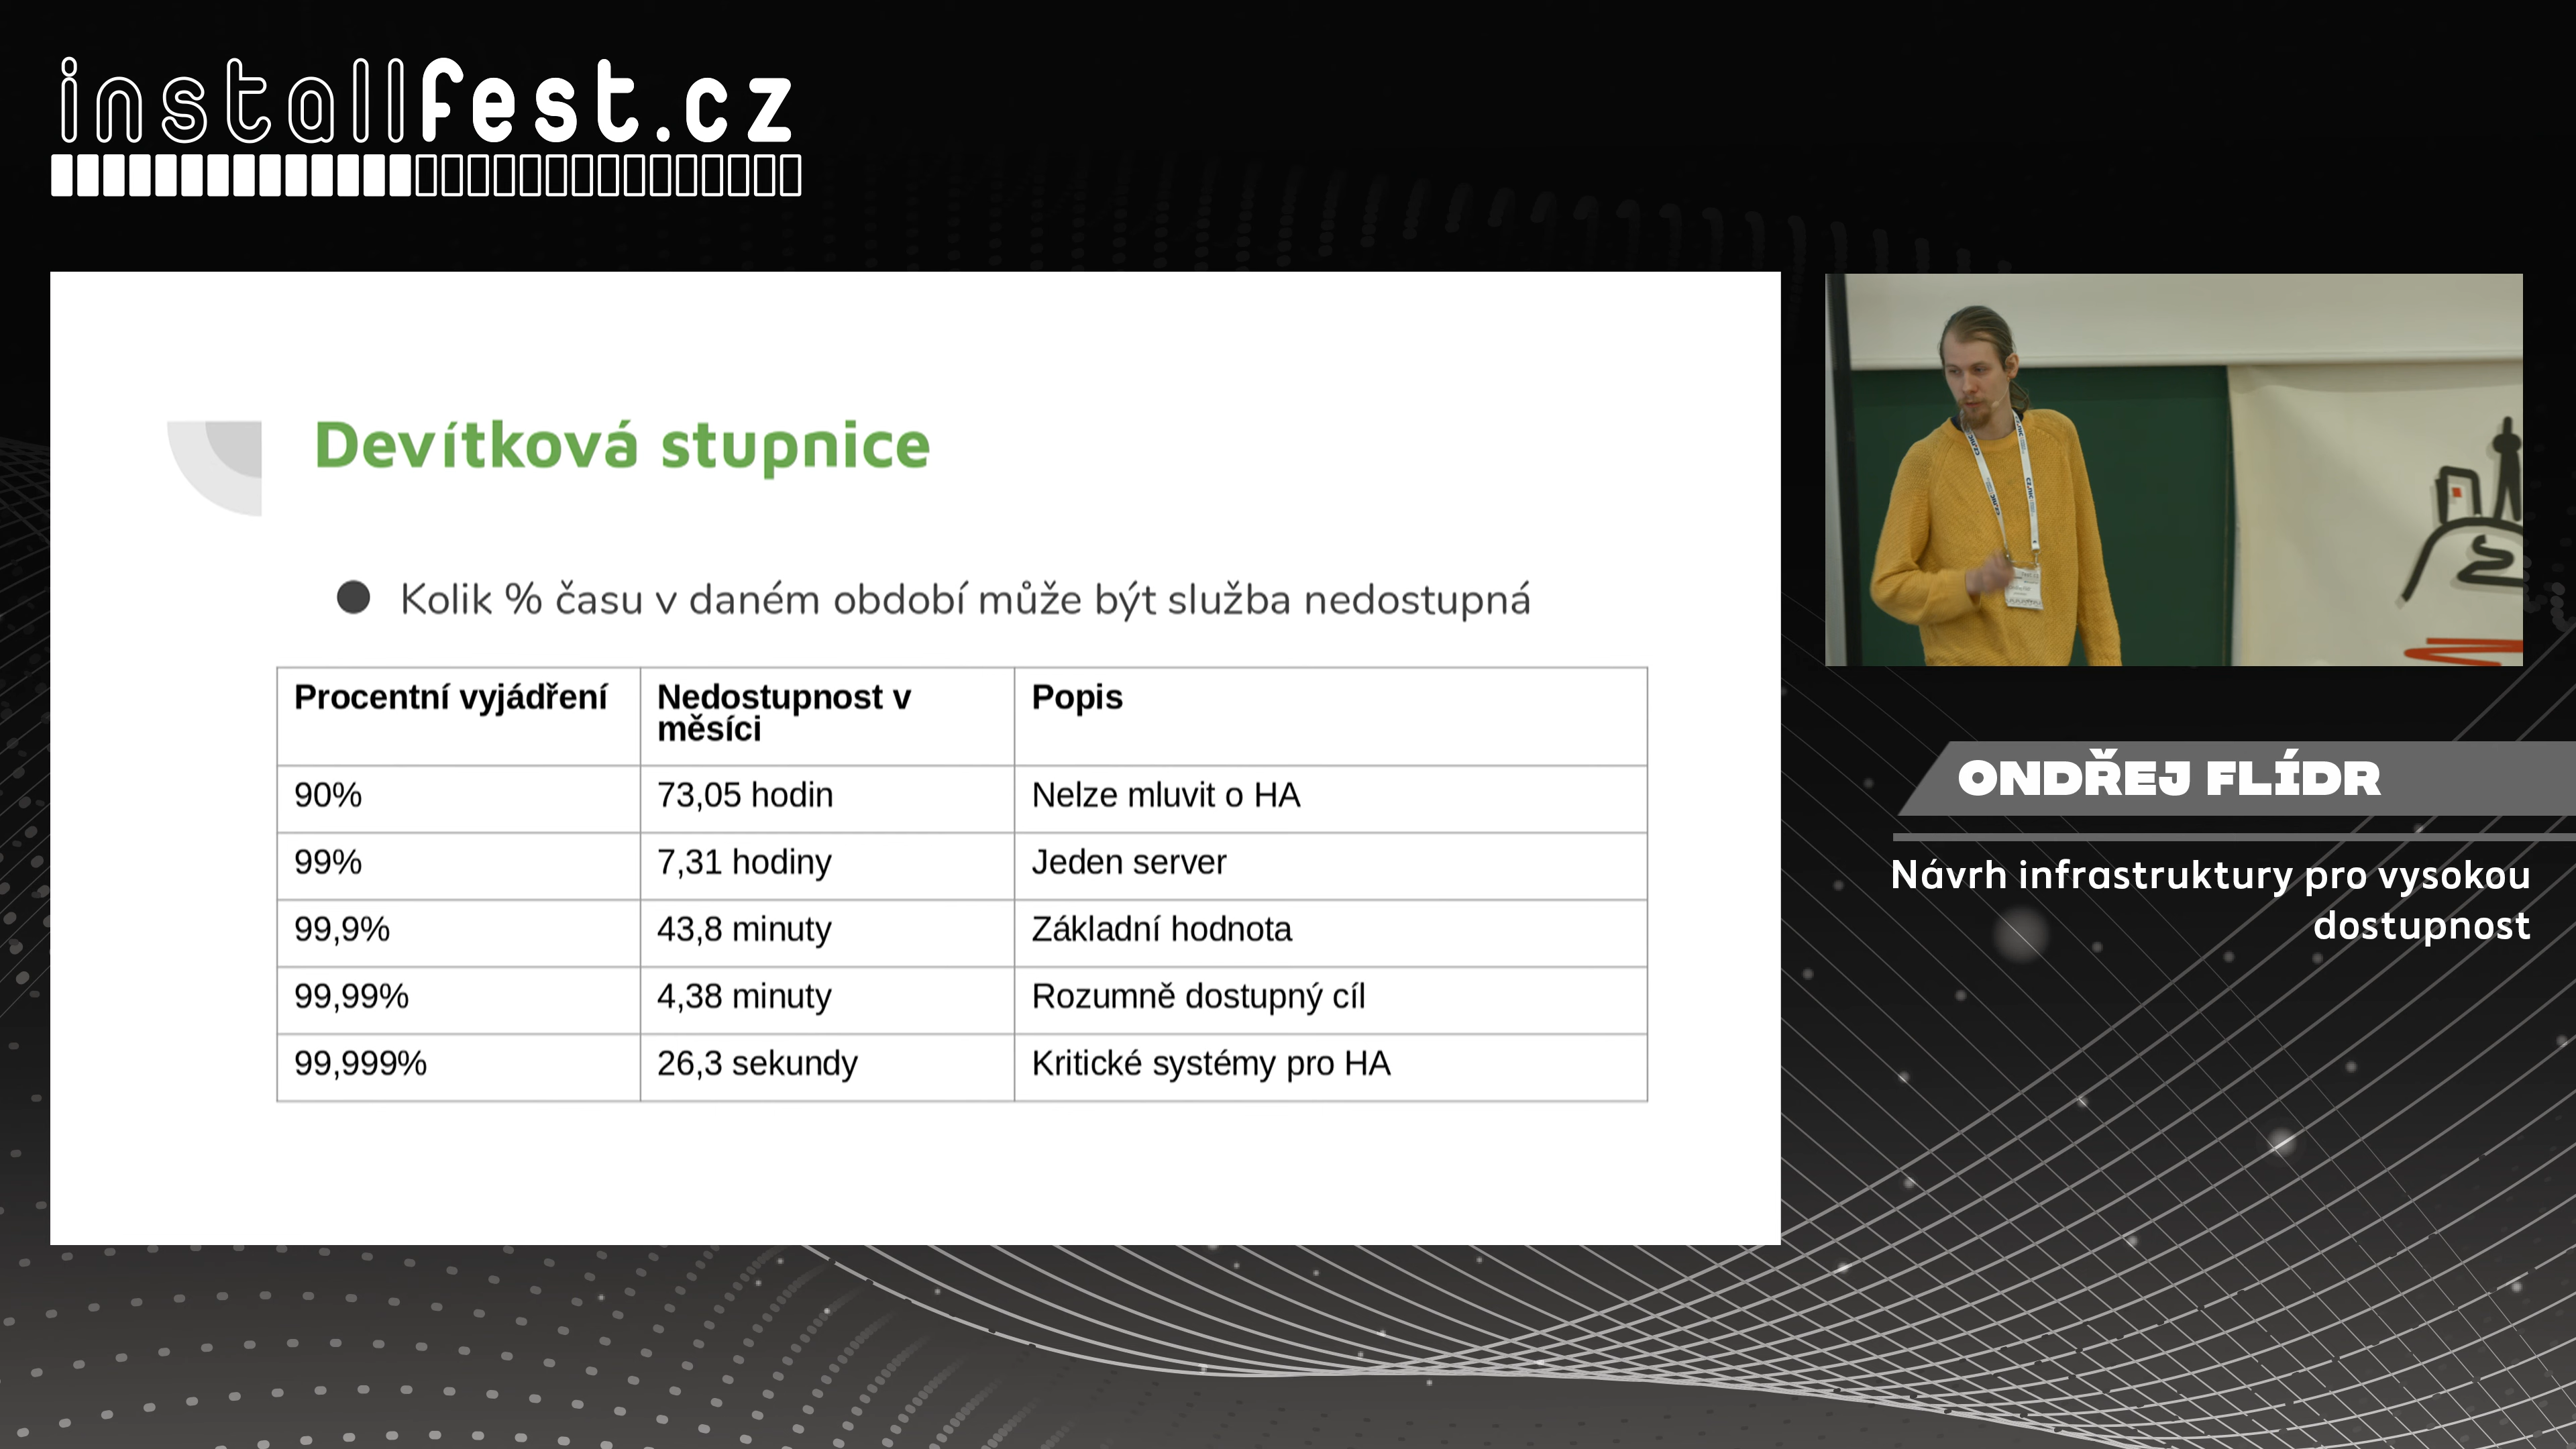 installfest.cz
Devítková stupnice
Kolik % času v daném období může být služba nedostupná
Procentní vyjádření
Nedostupnost v
měsíci
Popis
90%
73,05 hodin
Nelze mluvit o HA
99%
7,31 hodiny
Jeden server
99,9%
43,8 minuty
Základní hodnota
99,99%
4,38 minuty
Rozumně dostupný cíl
99,999%
26,3 sekundy
Kritické systémy pro HA
ONDŘEJ FLÍDR
Návrh infrastruktury pro vysokou
dostupnost